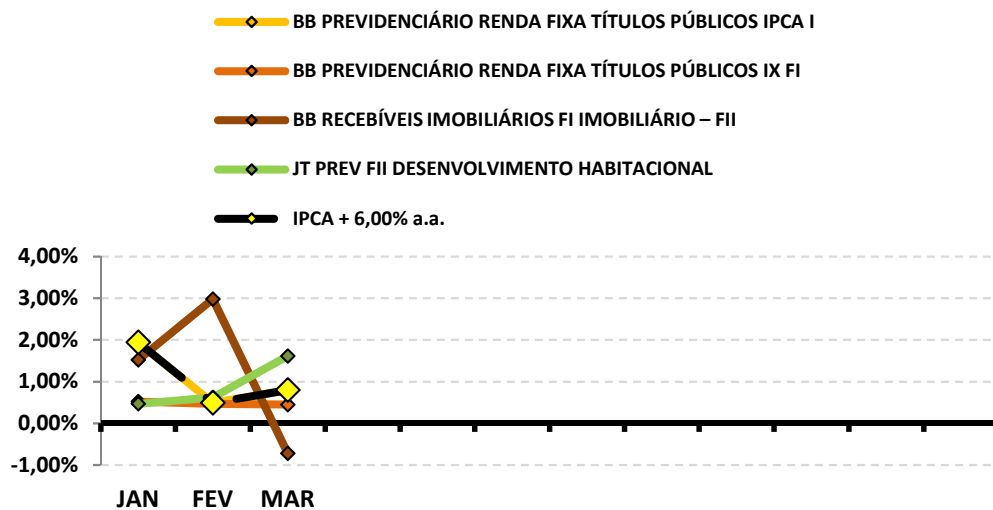 BB PREVIDENCIÁRIO RENDA FIXA TÍTULOS PÚBLICOS IPCA I
BB PREVIDENCIÁRIO RENDA FIXA TÍTULOS PÚBLICOS IX FI
BB RECEBÍVEIS IMOBILIÁRIOS FI IMOBILIÁRIO – FII
JT PREV FII DESENVOLVIMENTO HABITACIONAL
IPCA + 6,00% a.a.
4,00%
3,00%
2,00%
1,00%
0,00%
-1,00%
JAN FEV MAR